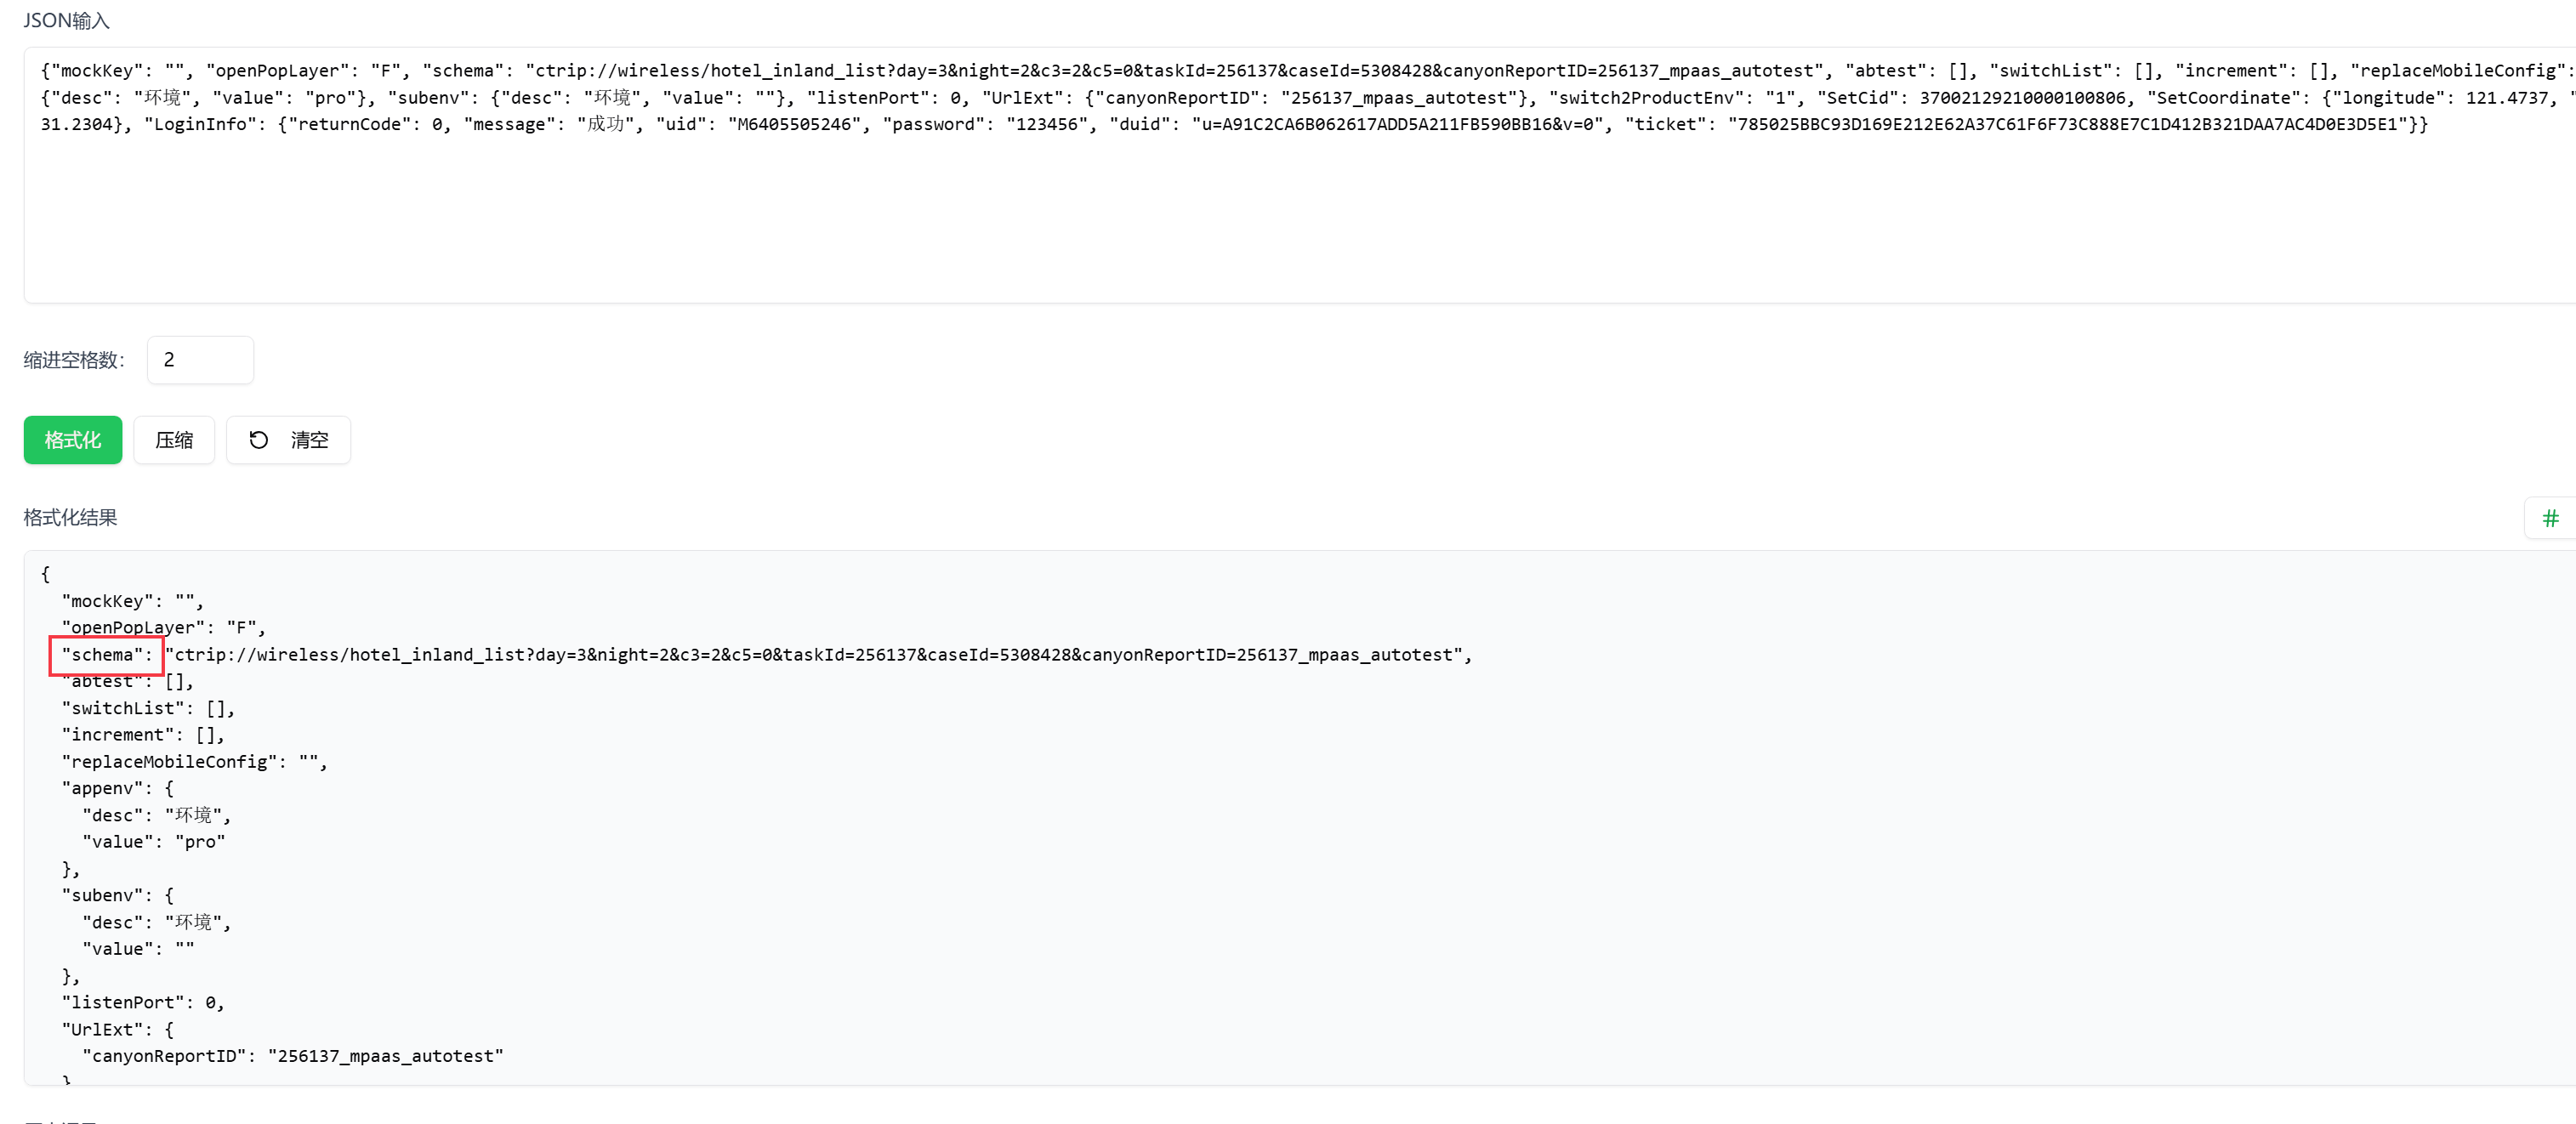 JSON输入
{"mockKey": "", "openPopLayer": "F", "schema": "ctrip://wireless/hotel_inland_list?day=3&night=2&c3=2&c5=0&taskId=256137&caseId=5308428&canyonReportID=256137_mpaas_autotest", "abtest": [], "switchList": [], "increment": [], "replaceMobileConfig":
{"desc": "环境", "value": "pro"}, "subenv": {"desc": "环境", "value": ""}, "listenPort": 0, "UrlExt": {"canyonReportID": "256137_mpaas_autotest"}, "switch2ProductEnv": "1", "SetCid": 37002129210000100806, "SetCoordinate": {"longitude": 121.4737, "
31.2304}, "LoginInfo": {"returnCode": 0, "message": "成功", "uid": "M6405505246", "password": "123456", "duid": "u=A91C2CA6B062617ADD5A211FB590BB16&v=0", "ticket": "785025BBC93D169E212E62A37C61F6F73C888E7C1D412B321DAA7AC4D0E3D5E1"}}
缩进空格数: 2
格式化 压缩 清空
格式化结果 #
{
  "mockKey": "",
  "openPopLayer": "F",
  "schema": "ctrip://wireless/hotel_inland_list?day=3&night=2&c3=2&c5=0&taskId=256137&caseId=5308428&canyonReportID=256137_mpaas_autotest",
  "abtest": [],
  "switchList": [],
  "increment": [],
  "replaceMobileConfig": "",
  "appenv": {
    "desc": "环境",
    "value": "pro"
  },
  "subenv": {
    "desc": "环境",
    "value": ""
  },
  "listenPort": 0,
  "UrlExt": {
    "canyonReportID": "256137_mpaas_autotest"
  }